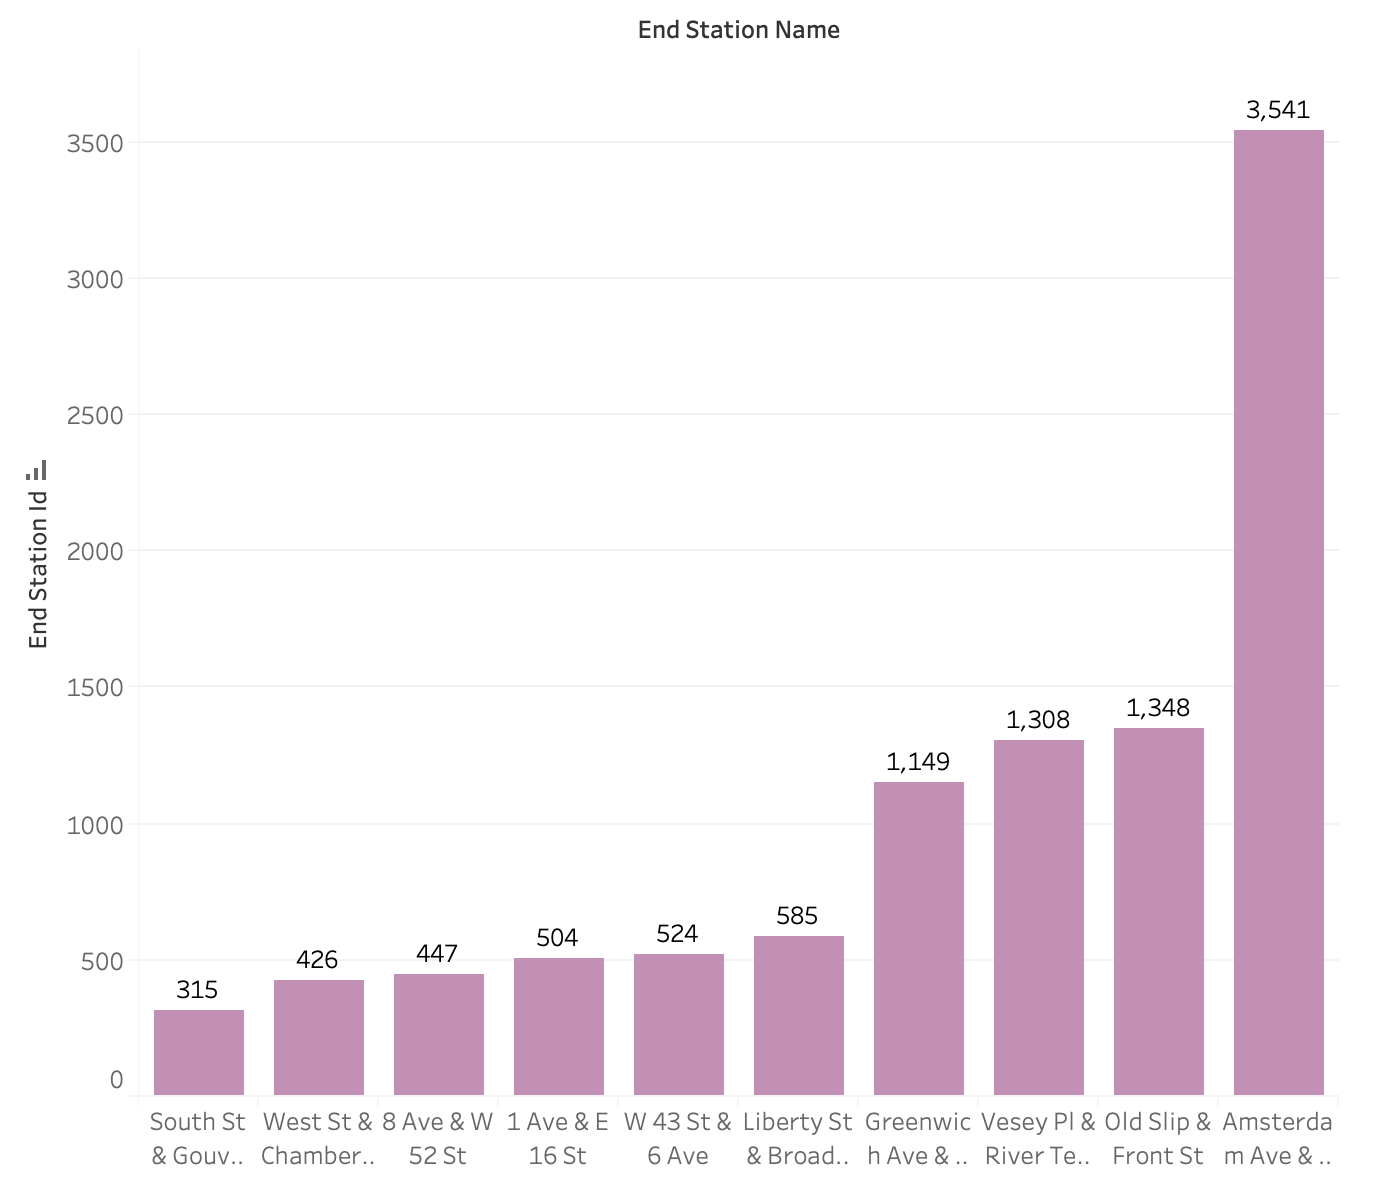 End Station Name
End Station Id
3500
3000
2500
2000
1500
1000
500
0
315
426
447
504
524
585
1,149
1,308
1,348
3,541
South St
& Gouv..
West St &
Chamber..
8 Ave & W
52 St
1 Ave & E
16 St
W 43 St &
6 Ave
Liberty St
& Broad..
Greenwic
h Ave & ..
Vesey Pl &
River Te..
Old Slip &
Front St
Amsterda
m Ave & ..